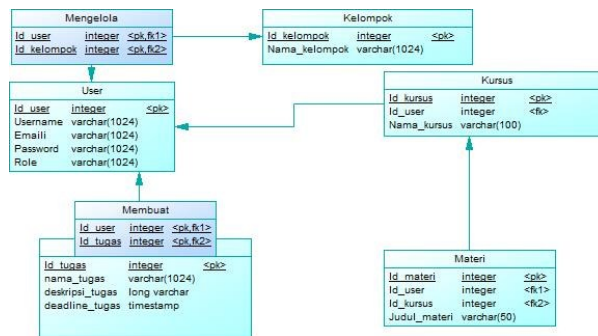 Mengelola
Id_user integer <pk,fk1>
Id_kelompok integer <pk,fk2>
Kelompok
Id_kelompok integer <pk>
Nama_kelompok varchar(1024)
User
Id_user integer <pk>
Username varchar(1024)
Emaili varchar(1024)
Password varchar(1024)
Role varchar(1024)
Kursus
Id_kursus integer <pk>
Id_user integer <fk>
Nama_kursus varchar(100)
Membuat
Id_user integer <pk,fk1>
Id_tugas integer <pk,fk2>
Id_tugas integer <pk>
nama_tugas varchar(1024)
deskripsi_tugas long varchar
deadline_tugas timestamp
Materi
Id_materi integer <pk>
Id_user integer <fk1>
Id_kursus integer <fk2>
Judul_materi varchar(50)